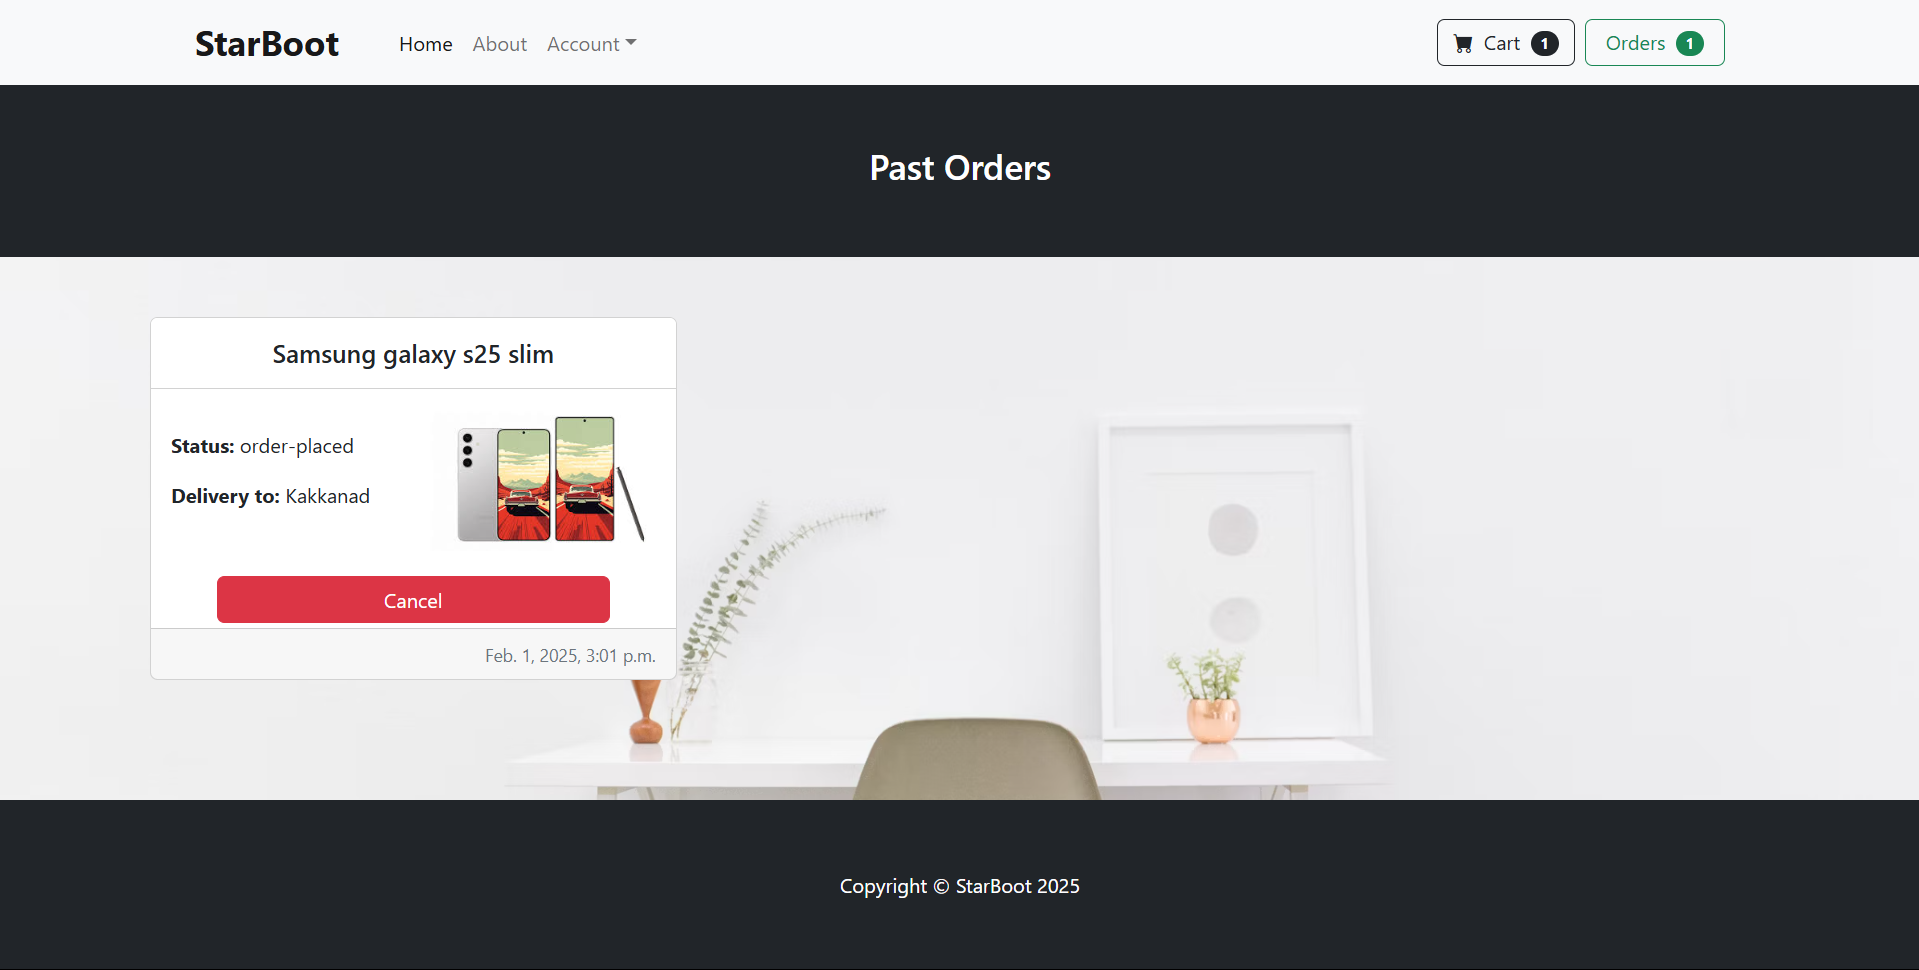 StarBoot Home About Account Cart 1 Orders 1
Past Orders
Samsung galaxy s25 slim
Status: order-placed
Delivery to: Kakkanad
Cancel
Feb. 1, 2025, 3:01 p.m.
Copyright © StarBoot 2025